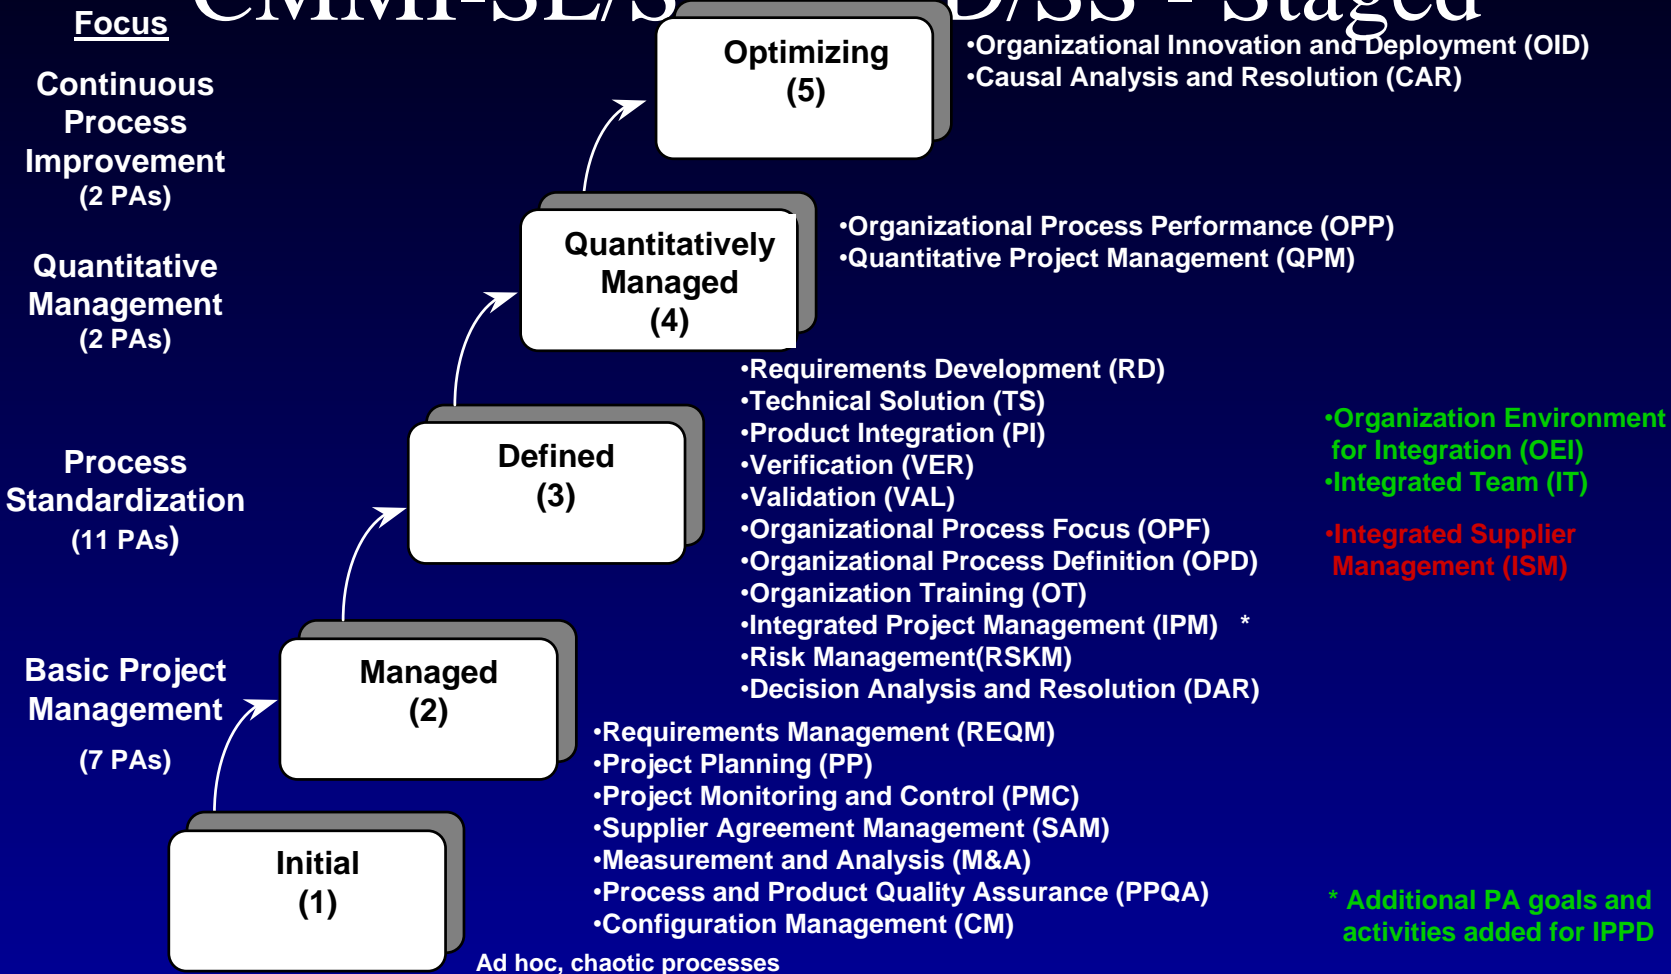 CMMI-SE/S D/SS - Staged
Focus
Continuous
Process
Improvement
(2 PAs)
Quantitative
Management
(2 PAs)
Process
Standardization
(11 PAs)
Basic Project
Management
(7 PAs)
Optimizing
(5)
•Organizational Innovation and Deployment (OID)
•Causal Analysis and Resolution (CAR)
Quantitatively
Managed
(4)
•Organizational Process Performance (OPP)
•Quantitative Project Management (QPM)
Defined
(3)
•Requirements Development (RD)
•Technical Solution (TS)
•Product Integration (PI)
•Verification (VER)
•Validation (VAL)
•Organizational Process Focus (OPF)
•Organizational Process Definition (OPD)
•Organization Training (OT)
•Integrated Project Management (IPM) *
•Risk Management(RSKM)
•Decision Analysis and Resolution (DAR)
•Organization Environment
for Integration (OEI)
•Integrated Team (IT)
•Integrated Supplier
Management (ISM)
Managed
(2)
•Requirements Management (REQM)
•Project Planning (PP)
•Project Monitoring and Control (PMC)
•Supplier Agreement Management (SAM)
•Measurement and Analysis (M&A)
•Process and Product Quality Assurance (PPQA)
•Configuration Management (CM)
Initial
(1)
Ad hoc, chaotic processes
* Additional PA goals and
activities added for IPPD